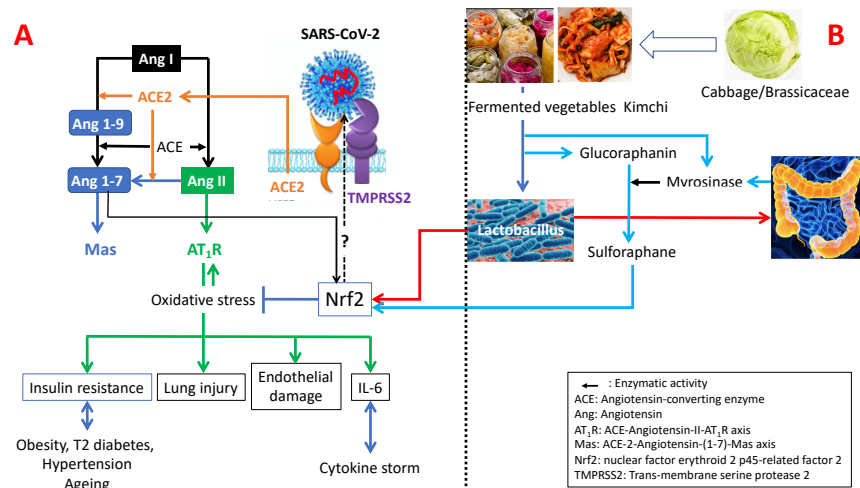 A
SARS-CoV-2
Ang I
ACE2
Ang 1-9
ACE
Ang 1-7
Ang II
ACE2
TMPRSS2
Mas
AT1R
?
Oxidative stress
Nrf2
Insulin resistance
Lung injury
Endothelial
damage
IL-6
Obesity, T2 diabetes,
Hypertension
Ageing
Cytokine storm
B
Fermented vegetables Kimchi
Cabbage/Brassicaceae
Glucoraphanin
Myrosinase
Lactobacillus
Sulforaphane
: Enzymatic activity
ACE: Angiotensin-converting enzyme
Ang: Angiotensin
AT1R: ACE-Angiotensin-II-AT1R axis
Mas: ACE-2-Angiotensin-(1-7)-Mas axis
Nrf2: nuclear factor erythroid 2 p45-related factor 2
TMPRSS2: Trans-membrane serine protease 2